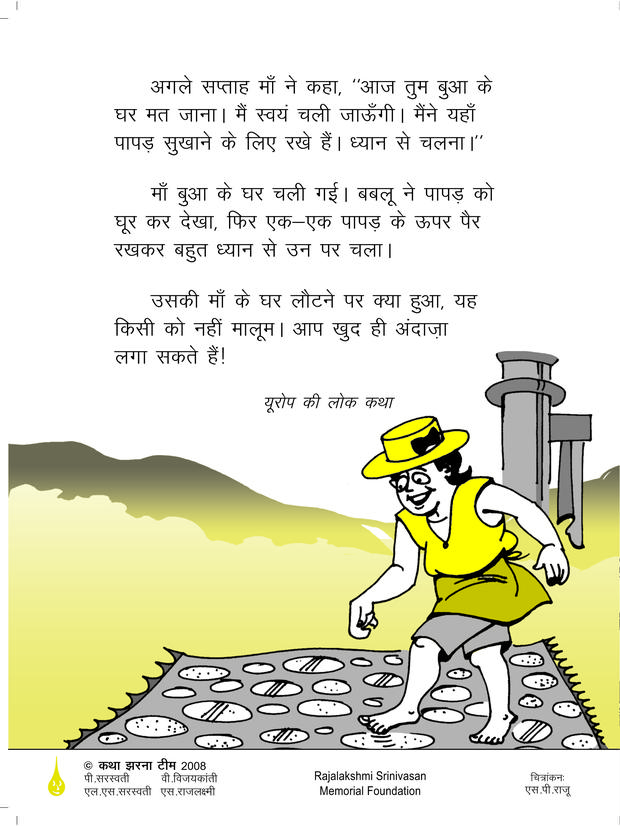 अगले सप्ताह माँ ने कहा, ‘‘आज तुम बुआ के
घर मत जाना। मैं स्वयं चली जाऊँगी। मैंने यहाँ
पापड़ सुखाने के लिए रखे हैं। ध्यान से चलना।’’
माँ बुआ के घर चली गई। बबलू ने पापड़ को
घूर कर देखा, फिर एक–एक पापड़ के ऊपर पैर
रखकर बहुत ध्यान से उन पर चला।
उसकी माँ के घर लौटने पर क्या हुआ, यह
किसी को नहीं मालूम। आप खुद ही अंदाज़ा
लगा सकते हैं!
यूरोप की लोक कथा
© कथा झरना टीम 2008
पी.सरस्वती वी.विजयकांती
एल.एस.सरस्वती एस.राजलक्ष्मी
Rajalakshmi Srinivasan
Memorial Foundation
चित्रांकनः
एस.पी.राजू